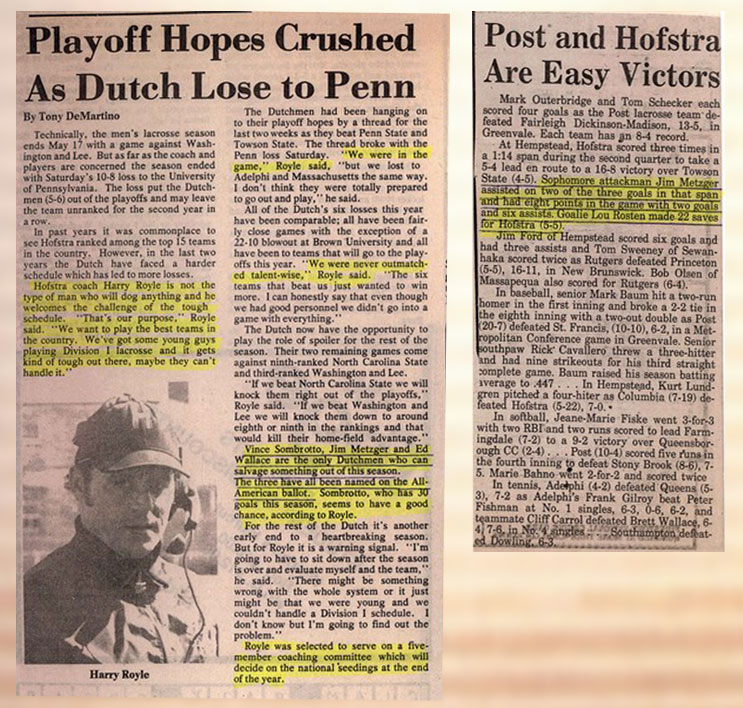 Playoff Hopes Crushed
As Dutch Lose to Penn
By Tony DeMartino
Technically, the men's lacrosse season
ends May 17 with a game against Wash-
ington and Lee. But as far as the coach and
players are concerned the season ended
with Saturday's 10-8 loss to the University
of Pennsylvania. The loss put the Dutch-
men (5-6) out of the playoffs and may leave
the team unranked for the second year in
a row.
In past years it was commonplace to
see Hofstra ranked among the top 15 teams
in the country. However, in the last two
years the Dutch have faced a harder
schedule which has led to more losses.
Hofstra coach Harry Royle is not the
type of man who will dog anything and he
welcomes the challenge of the tough
schedule. "That's our purpose," Royle
said. "We want to play the best teams in
the country. We've got some young guys
playing Division I lacrosse and it gets
kind of tough out there, maybe they can't
handle it."
Harry Royle
The Dutchmen had been hanging on
to their playoff hopes by a thread for the
last two weeks as they beat Penn State and
Towson State. The thread broke with the
Penn loss Saturday. "We were in the
game," Royle said, "but we lost to
Adelphi and Massachusetts the same way.
I don't think they were totally prepared
to go out and play," he said.
All of the Dutch's six losses this year
have been comparable; all have been fair-
ly close games with the exception of a
22-10 blowout at Brown University and all
have been to teams that will go to the play-
offs this year. "We were never outmatch-
ed talent-wise," Royle said. "The six
teams that beat us just wanted to win
more. I can honestly say that even though
we had good personnel we didn't go into a
game with everything."
The Dutch now have the opportunity to
play the role of spoiler for the rest of the
season. Their two remaining games come
against ninth-ranked North Carolina State
and third-ranked Washington and Lee.
"If we beat North Carolina State we will
knock them right out of the playoffs,"
Royle said. "If we beat Washington and
Lee we will knock them down to around
eighth or ninth in the rankings and that
would kill their home-field advantage."
Vince Sombrotto, Jim Metzger and Ed
Wallace are the only Dutchmen who can
salvage something out of this season.
The three have all been named on the All-
American ballot. Sombrotto, who has 30
goals this season, seems to have a good
chance, according to Royle.
For the rest of the Dutch it's another
early end to a heartbreaking season.
But for Royle it is a warning signal. "I'm
going to have to sit down after the season
is over and evaluate myself and the team,"
he said. "There might be something
wrong with the whole system or it just
might be that we were young and we
couldn't handle a Division I schedule. I
don't know but I'm going to find out the
problem."
Royle was selected to serve on a five-
member coaching committee which will
decide on the national seedings at the end
of the year.
Post and Hofstra
Are Easy Victors
Mark Outerbridge and Tom Schecker each
scored four goals as the Post lacrosse team de-
feated Fairleigh Dickinson-Madison, 13-5, in
Greenvale. Each team has an 8-4 record.
At Hempstead, Hofstra scored three times in
a 1:14 span during the second quarter to take a
5-4 lead en route to a 16-8 victory over Towson
State (4-5). Sophomore attackman Jim Metzger
assisted on two of the three goals in that span
and had eight points in the game with two goals
and six assists. Goalie Lou Rosten made 22 saves
for Hofstra (5-5).
Jim Ford of Hempstead scored six goals and
had three assists and Tom Sweeney of Sewan-
haka scored twice as Rutgers defeated Princeton
(5-5), 16-11, in New Brunswick. Bob Olsen of
Massapequa also scored for Rutgers (6-4).
In baseball, senior Mark Baum hit a two-run
homer in the first inning and broke a 2-2 tie in
the eighth inning with a two-out double as Post
(20-7) defeated St. Francis, (10-10), 6-2, in a Met-
ropolitan Conference game in Greenvale. Senior
southpaw Rick Cavallero threw a three-hitter
and had nine strikeouts for his third straight
complete game. Baum raised his season batting
average to .447 . . . In Hempstead, Kurt Lund-
gren pitched a four-hiter as Columbia (7-19) de-
feated Hofstra (5-22), 7-0.
In softball, Jeane-Marie Fiske went 3-for-3
with two RBI and two runs scored to lead Farm-
ingdale (7-2) to a 9-2 victory over Queensbor-
ough CC (2-4) . . . Post (10-4) scored five runs in
the fourth inning to defeat Stony Brook (8-6), 7-
5. Marie Bahno went 2-for-2 and scored twice
In tennis, Adelphi (4-2) defeated Queens (5-
3), 7-2 as Adelphi's Frank Gilroy beat Peter
Fishman at No. 1 singles, 6-3, 0-6, 6-2, and
teammate Cliff Carrol defeated Brett Wallace, 6-
4, 7-6, in No. 4 singles . . . Southampton defeat-
ed Dowling, 6-3.